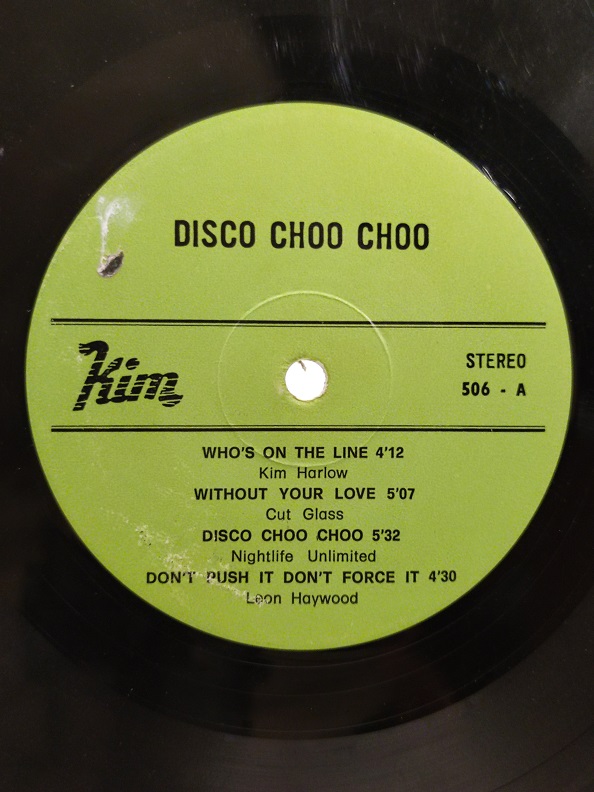 DISCO CHOO CHOO
Kim
STEREO
506 - A
WHO'S ON THE LINE 4'12
Kim Harlow
WITHOUT YOUR LOVE 5'07
Cut Glass
DISCO CHOO CHOO 5'32
Nightlife Unlimited
DON'T PUSH IT DON'T FORCE IT 4'30
Leon Haywood